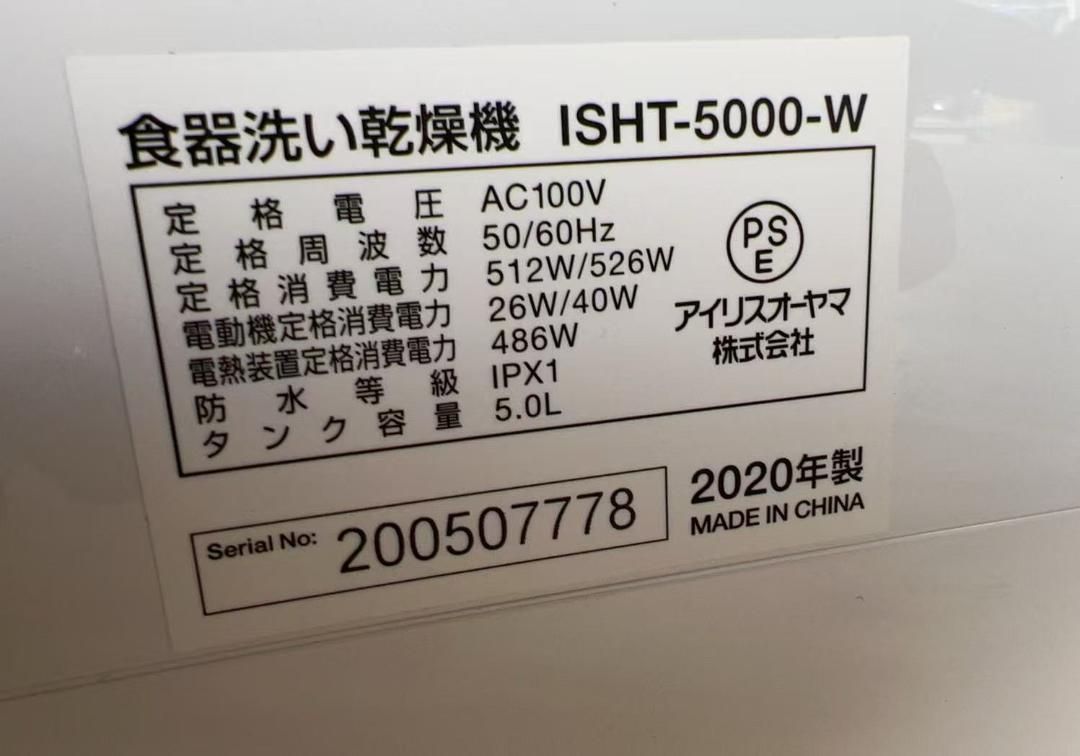 食器洗い乾燥機 ISHT-5000-W
定格電圧 AC100V
定格周波数 50/60Hz
定格消費電力 512W/526W
電動機定格消費電力 26W/40W
電熱装置定格消費電力 486W
防水等級 IPX1
タンク容量 5.0L
PS
E
アイリスオーヤマ
株式会社
Serial No: 200507778
2020年製
MADE IN CHINA